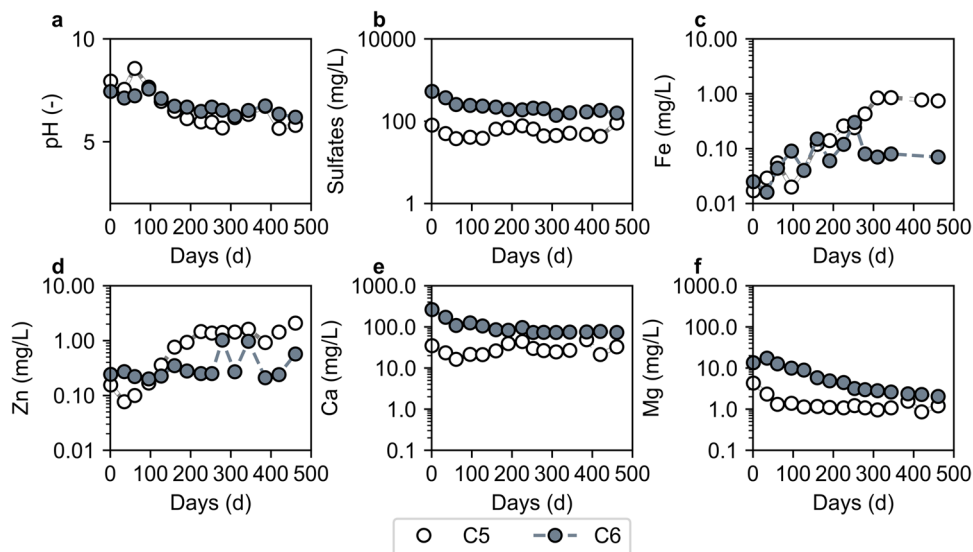 a
10
5
pH (-)
0 100 200 300 400 500
Days (d)
b
10000
100
1
Sulfates (mg/L)
0 100 200 300 400 500
Days (d)
c
10.00
1.00
0.10
0.01
Fe (mg/L)
0 100 200 300 400 500
Days (d)
d
10.00
1.00
0.10
0.01
Zn (mg/L)
0 100 200 300 400 500
Days (d)
e
1000.0
100.0
10.0
1.0
0.1
Ca (mg/L)
0 100 200 300 400 500
Days (d)
f
1000.0
100.0
10.0
1.0
0.1
Mg (mg/L)
0 100 200 300 400 500
Days (d)
C5 C6